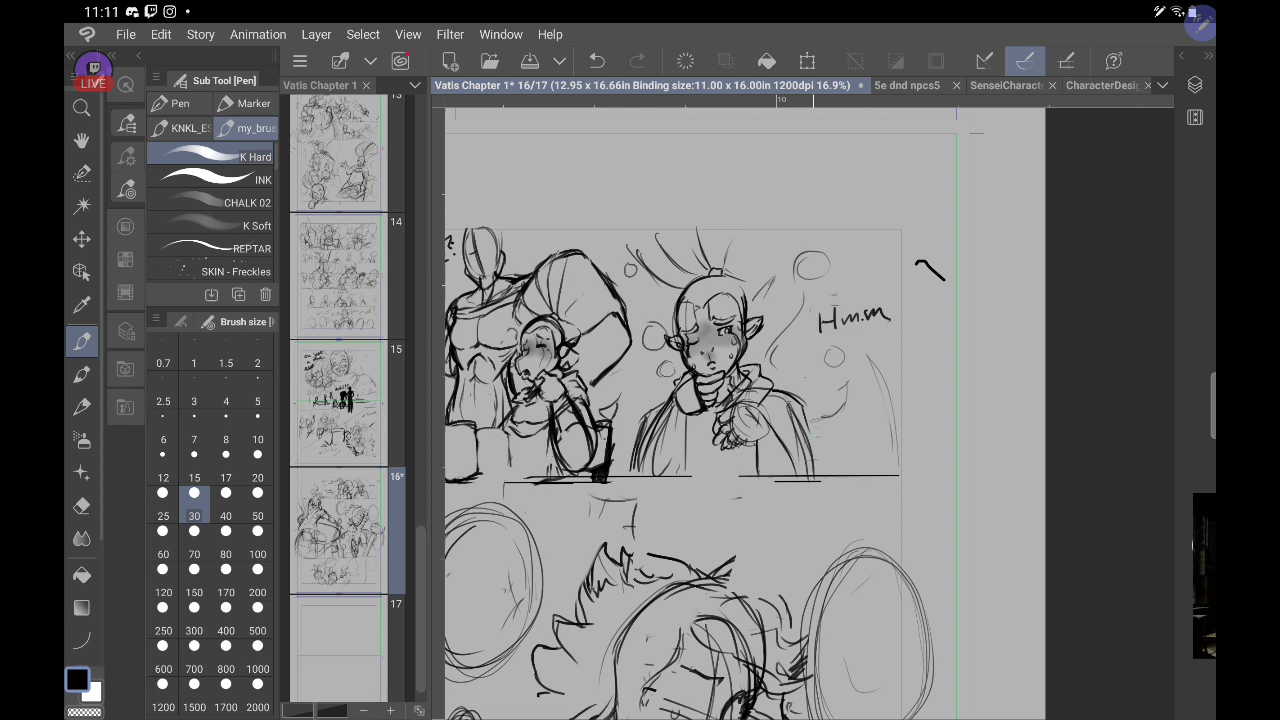 11:11
File Edit Story Animation Layer Select View Filter Window Help
LIVE
Sub Tool [Pen]
Pen
Marker
KNKL_ES
my_brus
K Hard
INK
CHALK 02
K Soft
REPTAR
SKIN - Freckles
Brush size [
0.7 1 1.5 2
2.5 3 4 5
6 7 8 10
12 15 17 20
25 30 40 50
60 70 80 100
120 150 170 200
250 300 400 500
600 700 800 1000
1200 1500 1700 2000
Vatis Chapter 1
13
14
15
16*
17
Vatis Chapter 1* 16/17 (12.95 x 16.66in Binding size:11.00 x 16.00in 1200dpi 16.9%)
5e dnd npcs5
SenseiCharact
CharacterDesig
10
Hmm